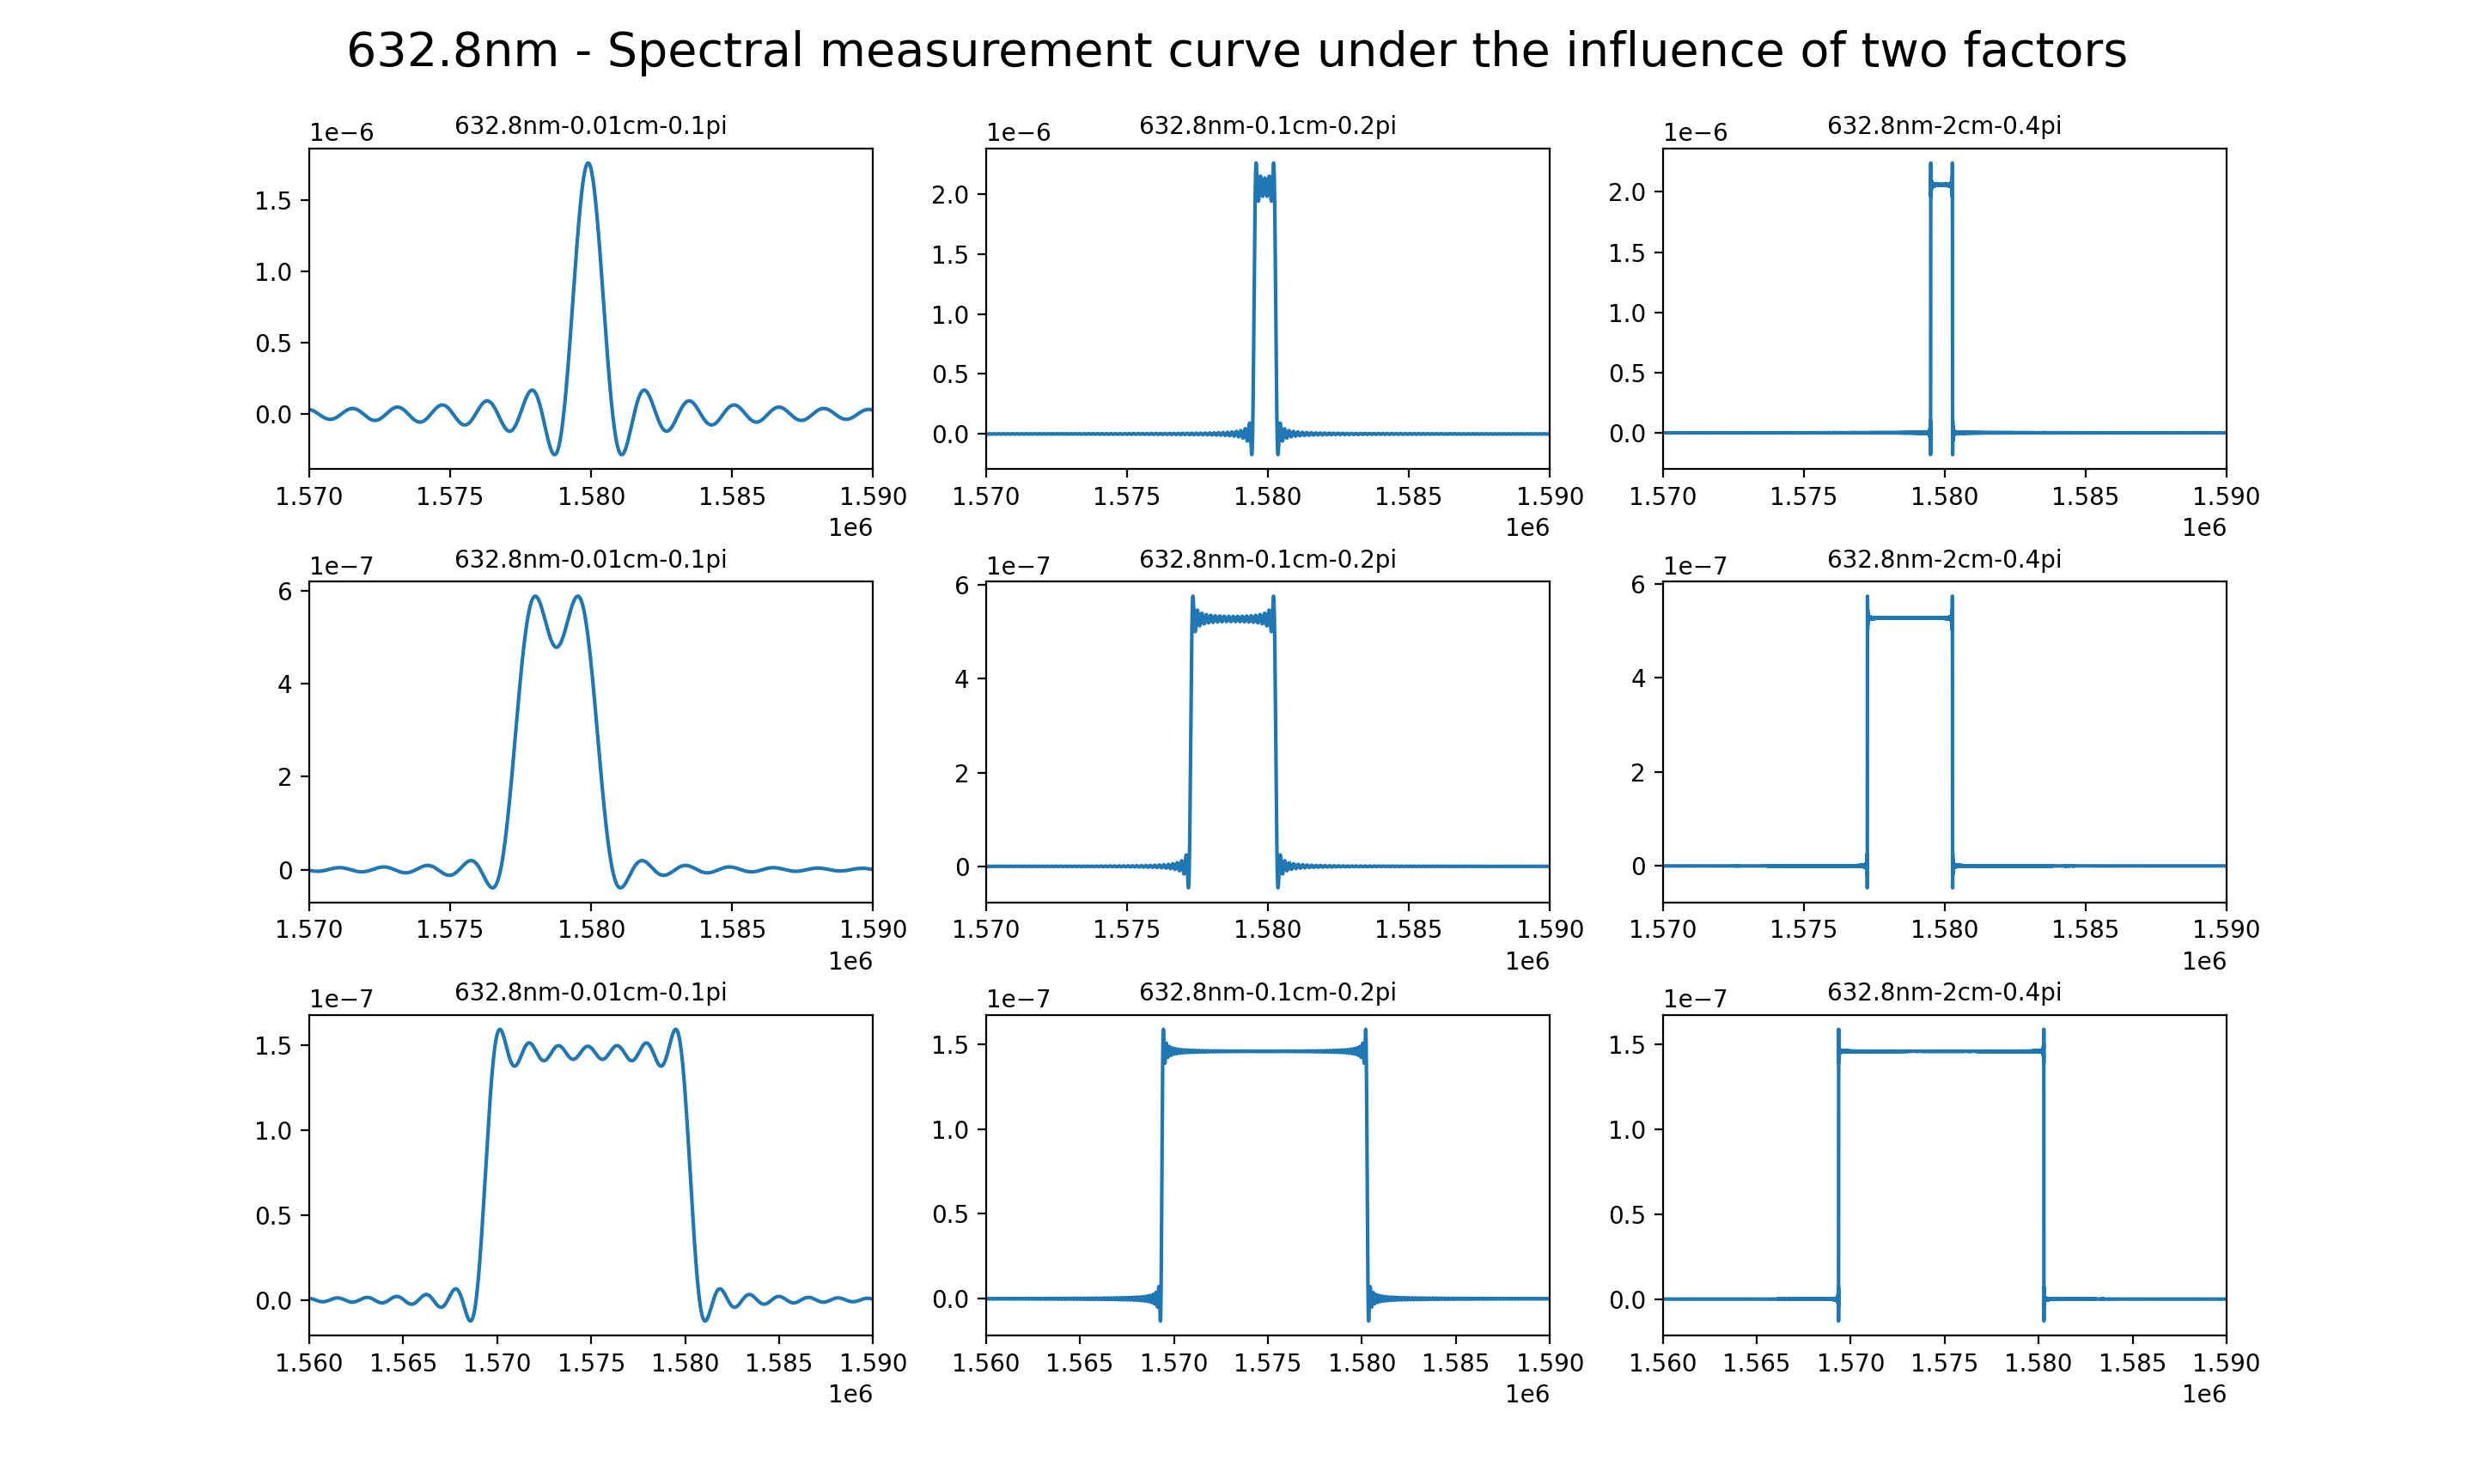 632.8nm - Spectral measurement curve under the influence of two factors
632.8nm-0.01cm-0.1pi
1e−6
1.5
1.0
0.5
0.0
1.570 1.575 1.580 1.585 1.590
1e6
632.8nm-0.1cm-0.2pi
1e−6
2.0
1.5
1.0
0.5
0.0
1.570 1.575 1.580 1.585 1.590
1e6
632.8nm-2cm-0.4pi
1e−6
2.0
1.5
1.0
0.5
0.0
1.570 1.575 1.580 1.585 1.590
1e6
632.8nm-0.01cm-0.1pi
1e−7
6
4
2
0
1.570 1.575 1.580 1.585 1.590
1e6
632.8nm-0.1cm-0.2pi
1e−7
6
4
2
0
1.570 1.575 1.580 1.585 1.590
1e6
632.8nm-2cm-0.4pi
1e−7
6
4
2
0
1.570 1.575 1.580 1.585 1.590
1e6
632.8nm-0.01cm-0.1pi
1e−7
1.5
1.0
0.5
0.0
1.560 1.565 1.570 1.575 1.580 1.585 1.590
1e6
632.8nm-0.1cm-0.2pi
1e−7
1.5
1.0
0.5
0.0
1.560 1.565 1.570 1.575 1.580 1.585 1.590
1e6
632.8nm-2cm-0.4pi
1e−7
1.5
1.0
0.5
0.0
1.560 1.565 1.570 1.575 1.580 1.585 1.590
1e6